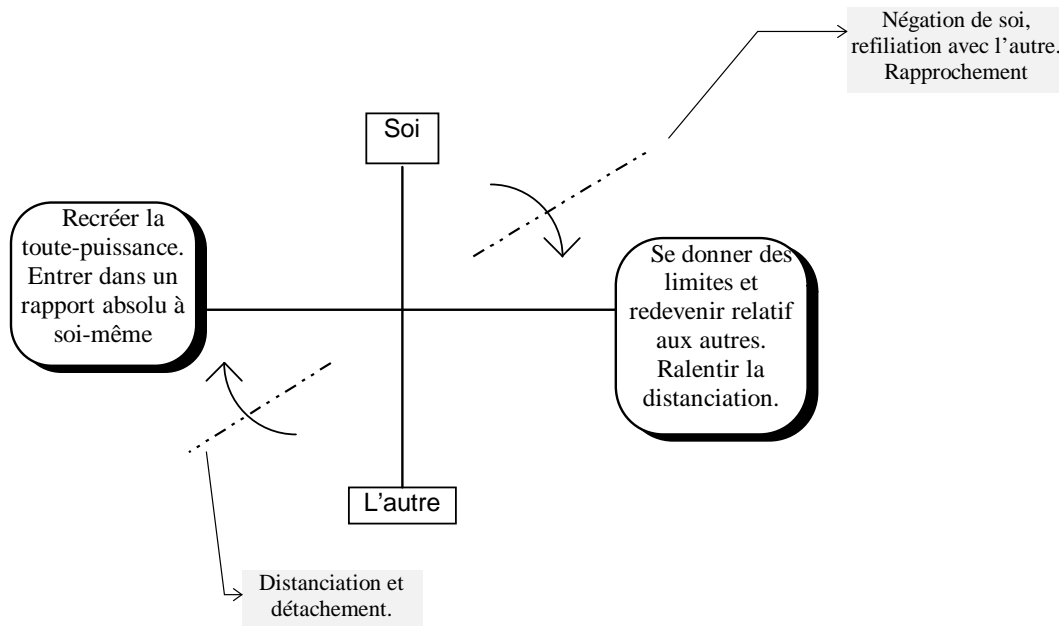 Négation de soi,
refiliation avec l'autre.
Rapprochement
Soi
Recréer la
toute-puissance.
Entrer dans un
rapport absolu à
soi-même
Se donner des
limites et
redevenir relatif
aux autres.
Ralentir la
distanciation.
L'autre
Distanciation et
détachement.